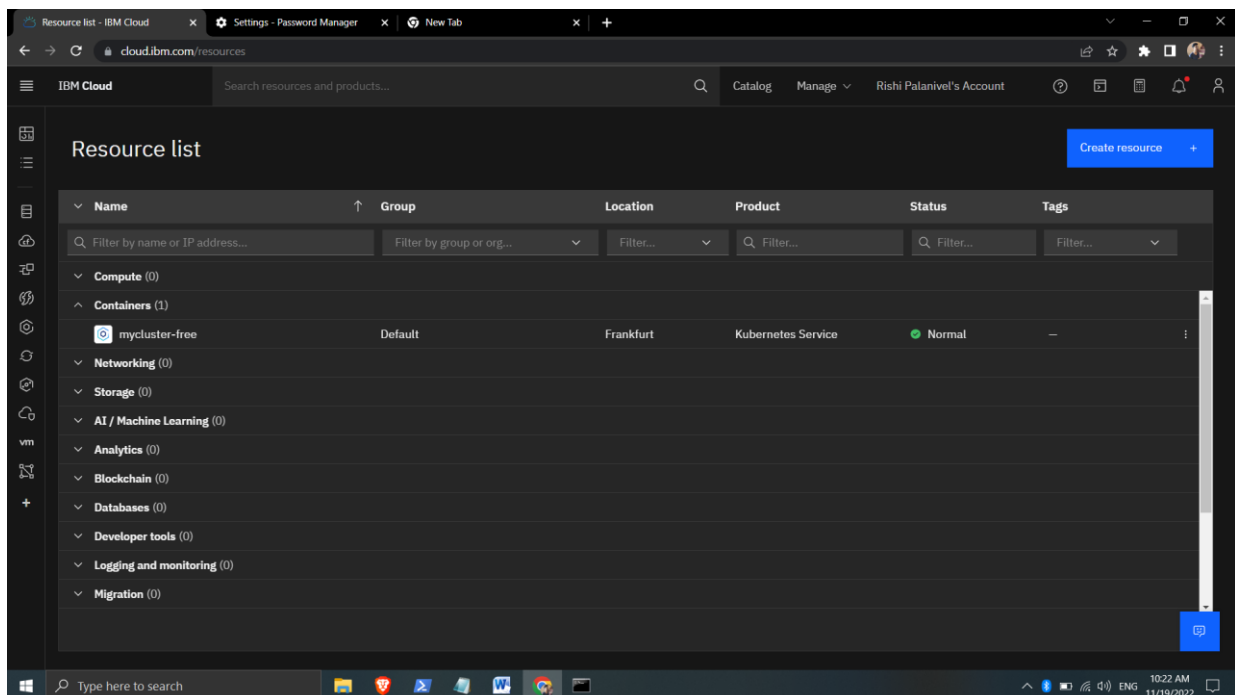 Resource list - IBM Cloud
Settings - Password Manager
New Tab
cloud.ibm.com/resources
IBM Cloud
Search resources and products...
Catalog
Manage
Rishi Palanivel's Account
Resource list
Create resource +
Name
Group
Location
Product
Status
Tags
Filter by name or IP address...
Filter by group or org...
Filter...
Filter...
Filter...
Filter...
Compute (0)
Containers (1)
mycluster-free
Default
Frankfurt
Kubernetes Service
Normal
—
Networking (0)
Storage (0)
AI / Machine Learning (0)
Analytics (0)
Blockchain (0)
Databases (0)
Developer tools (0)
Logging and monitoring (0)
Migration (0)
vm
Type here to search
W
ENG
10:22 AM
11/19/2022